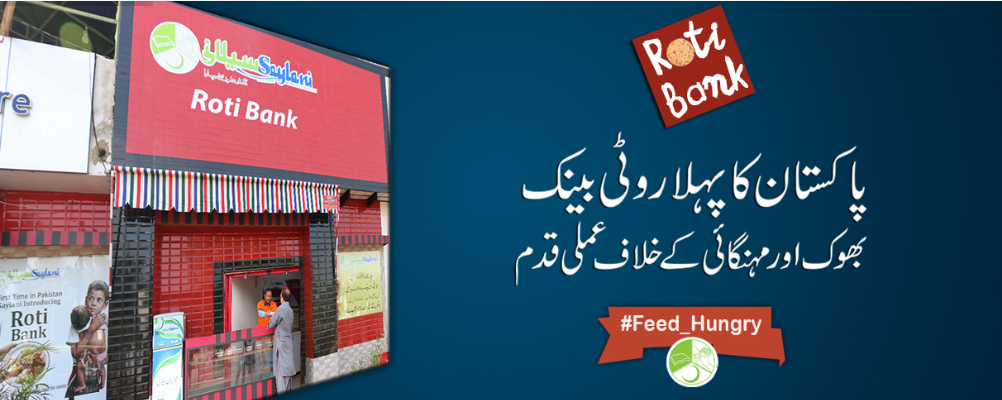 سیلانی Saylani
Roti Bank
re
Saylani
First Time in Pakistan
Saylani Introducing
Roti
Bank
Roti
Bank
پاکستان کا پہلا روٹی بینک
بھوک اور مہنگائی کے خلاف عملی قدم
#Feed_Hungry